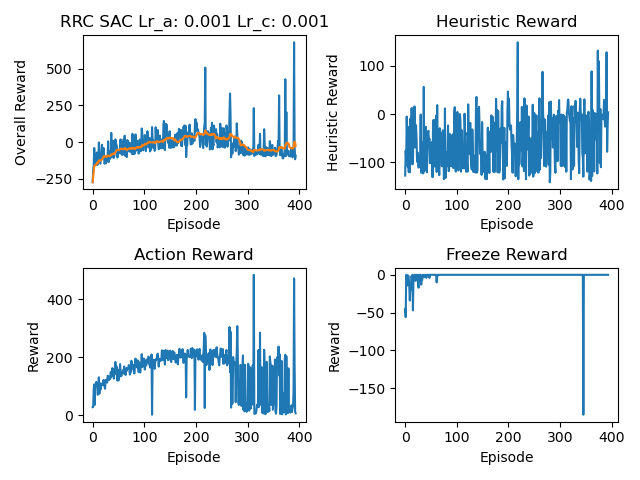 RRC SAC Lr_a: 0.001 Lr_c: 0.001
Overall Reward
500
250
0
−250
0 100 200 300 400
Episode
Heuristic Reward
Heuristic Reward
100
0
−100
0 100 200 300 400
Episode
Action Reward
Reward
400
200
0
0 100 200 300 400
Episode
Freeze Reward
Reward
0
−50
−100
−150
0 100 200 300 400
Episode